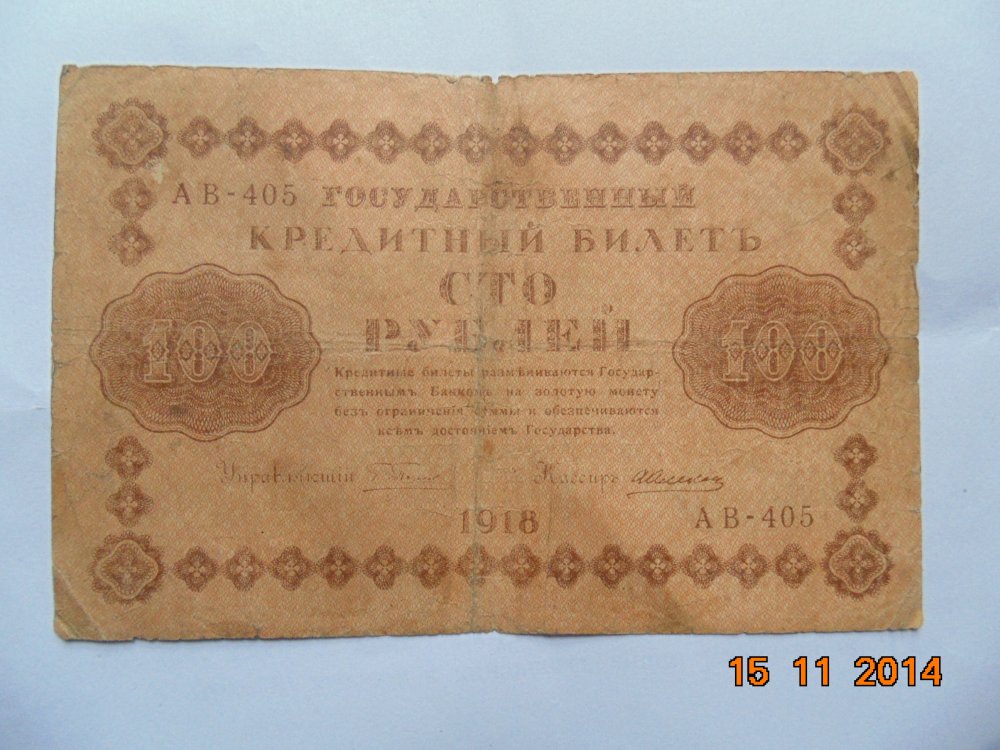 АВ-405 ГОСУДАРСТВЕННЫЙ
КРЕДИТНЫЙ БИЛЕТЪ
СТО
РУБЛЕЙ
100
100
Кредитные билеты размѣниваются Государ-
ственнымъ Банкомъ на золотую монету
безъ ограниченія суммы и обезпечиваются
всѣмъ достояніемъ Государства.
Управляющій
Кассиръ
1918
АВ-405
15 11 2014